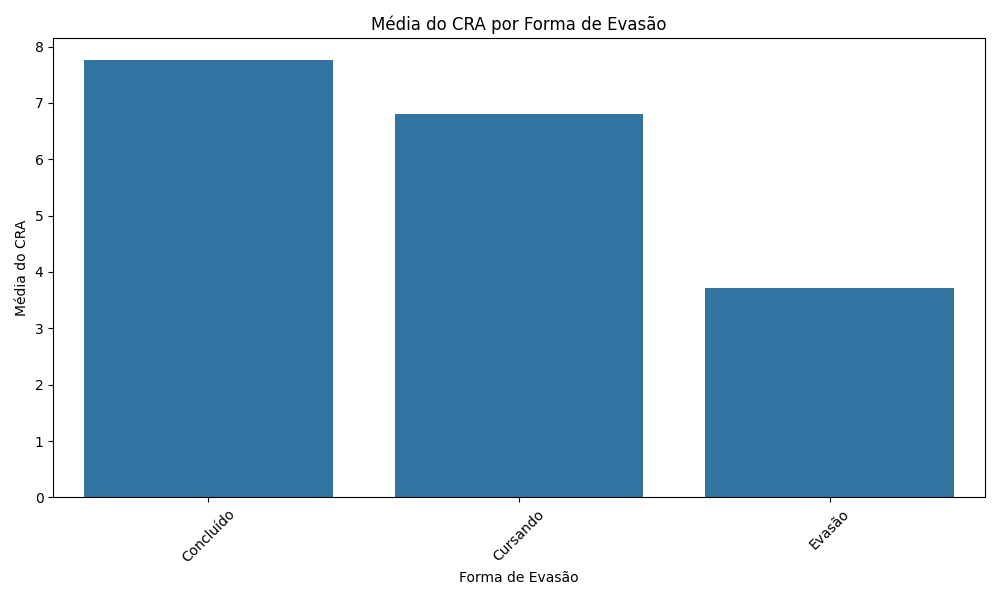 Média do CRA por Forma de Evasão
Média do CRA
8
7
6
5
4
3
2
1
0
Concluído
Cursando
Evasão
Forma de Evasão